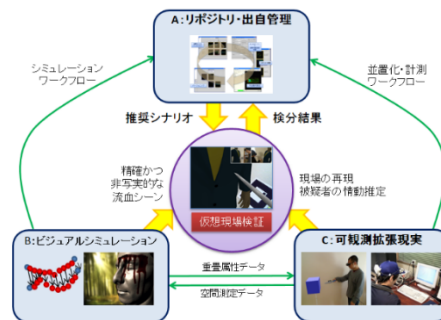 A:リポジトリ・出自管理
シミュレーション
ワークフロー
並置化・計測
ワークフロー
推奨シナリオ
検分結果
精確かつ
非写実的な
流血シーン
現場の再現
被疑者の情動推定
仮想現場検証
B:ビジュアルシミュレーション
C:可観測拡張現実
重畳属性データ
空間測定データ